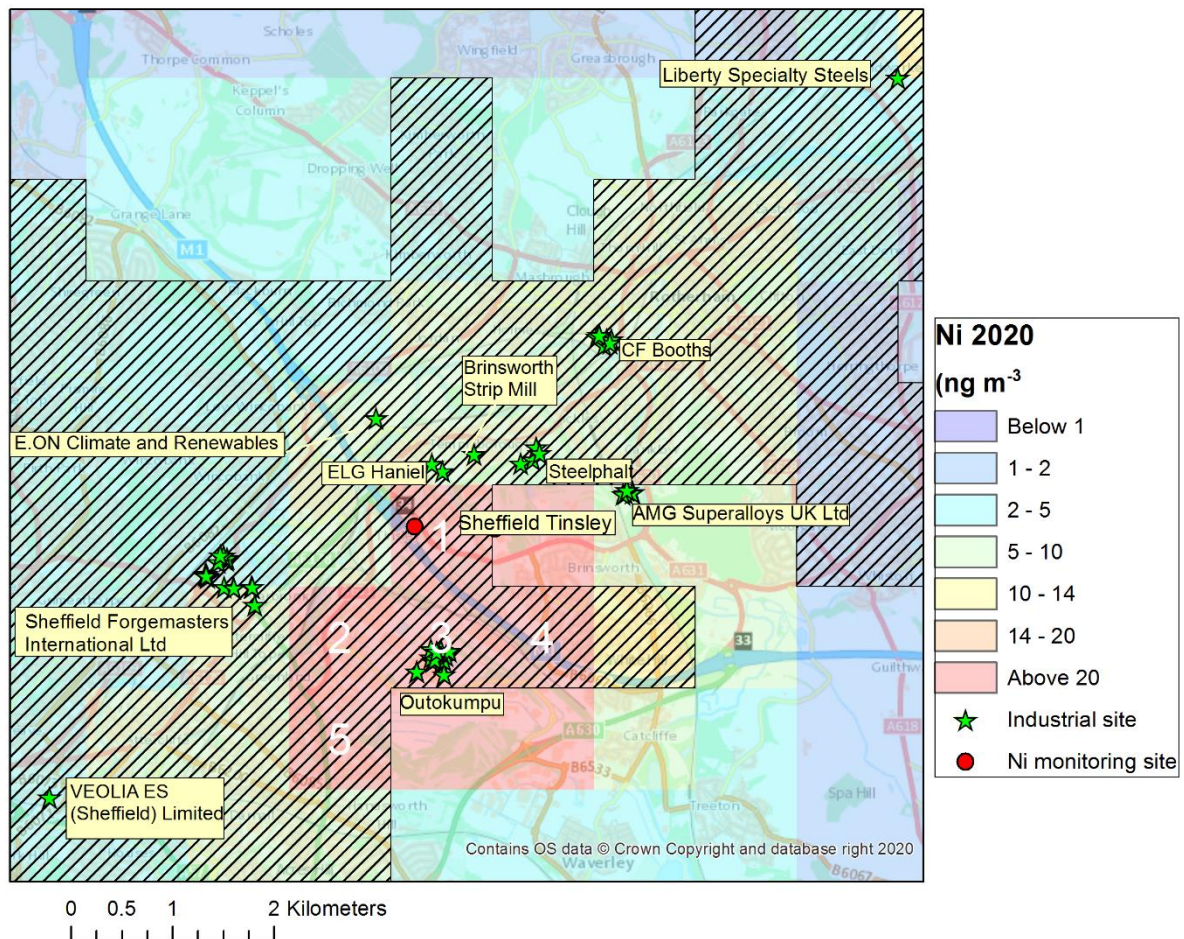 Scholes
Thorpe Common
Wingfield
Greasbrough
Liberty Specialty Steels
Keppel's
Column
Dropping Well
Grange Lane
Clough
Hill
M1
Masbrough
Rotherham
CF Booths
Brinsworth
Strip Mill
E.ON Climate and Renewables
ELG Haniel
Steelphalt
AMG Superalloys UK Ltd
34
1
Sheffield Tinsley
Brinsworth
A631
Sheffield Forgemasters
International Ltd
2
3
4
33
Outokumpu
A630
Catcliffe
A618
5
B6533
VEOLIA ES
(Sheffield) Limited
Treeton
Spa Hill
Waverley
B6067
Contains OS data © Crown Copyright and database right 2020
0 0.5 1 2 Kilometers
Ni 2020
(ng m-3
Below 1
1 - 2
2 - 5
5 - 10
10 - 14
14 - 20
Above 20
Industrial site
Ni monitoring site